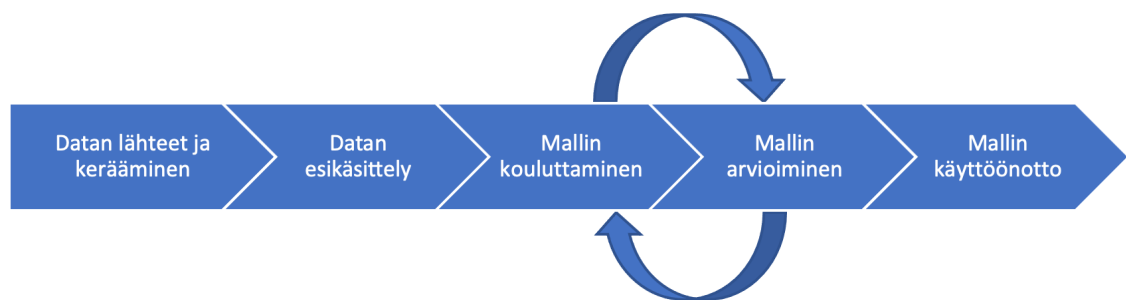 Datan lähteet ja
kerääminen
Datan
esikäsittely
Mallin
kouluttaminen
Mallin
arvioiminen
Mallin
käyttöönotto